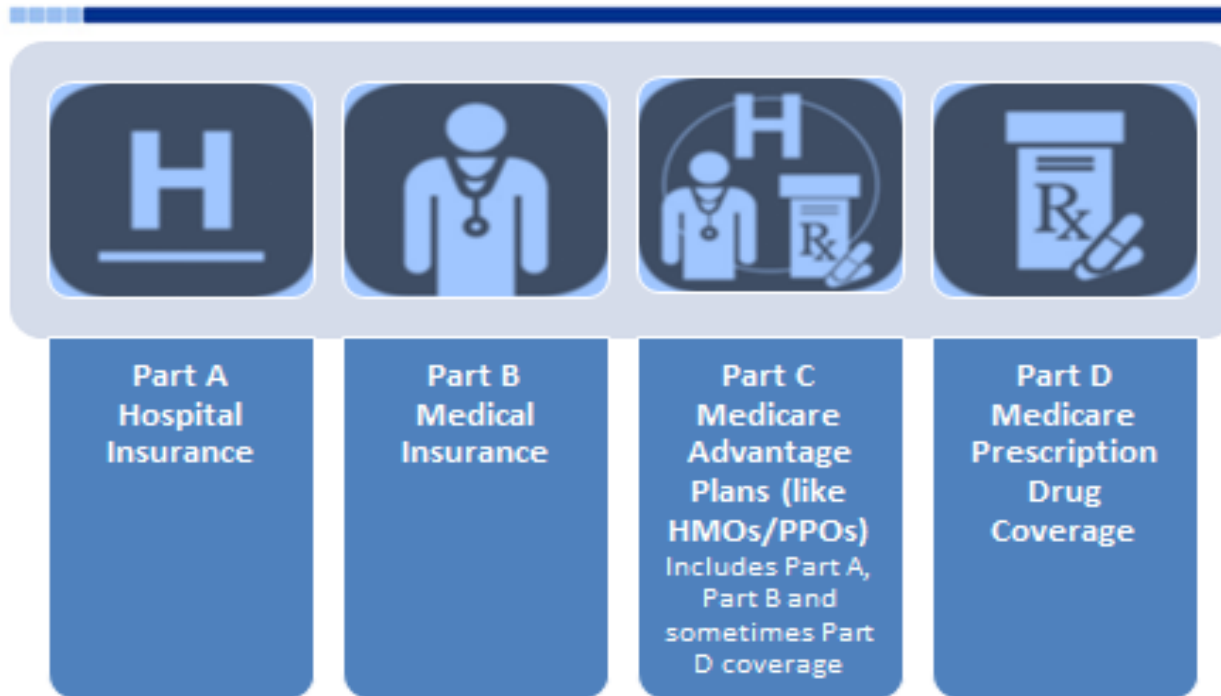 H
H
Rx
Rx
Part A
Hospital
Insurance
Part B
Medical
Insurance
Part C
Medicare
Advantage
Plans (like
HMOs/PPOs)
Includes Part A,
Part B and
sometimes Part
D coverage
Part D
Medicare
Prescription
Drug
Coverage